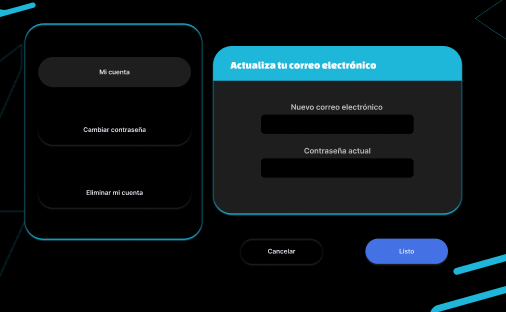 Mi cuenta
Cambiar contraseña
Eliminar mi cuenta
Actualiza tu correo electrónico
Nuevo correo electrónico
Contraseña actual
Cancelar
Listo